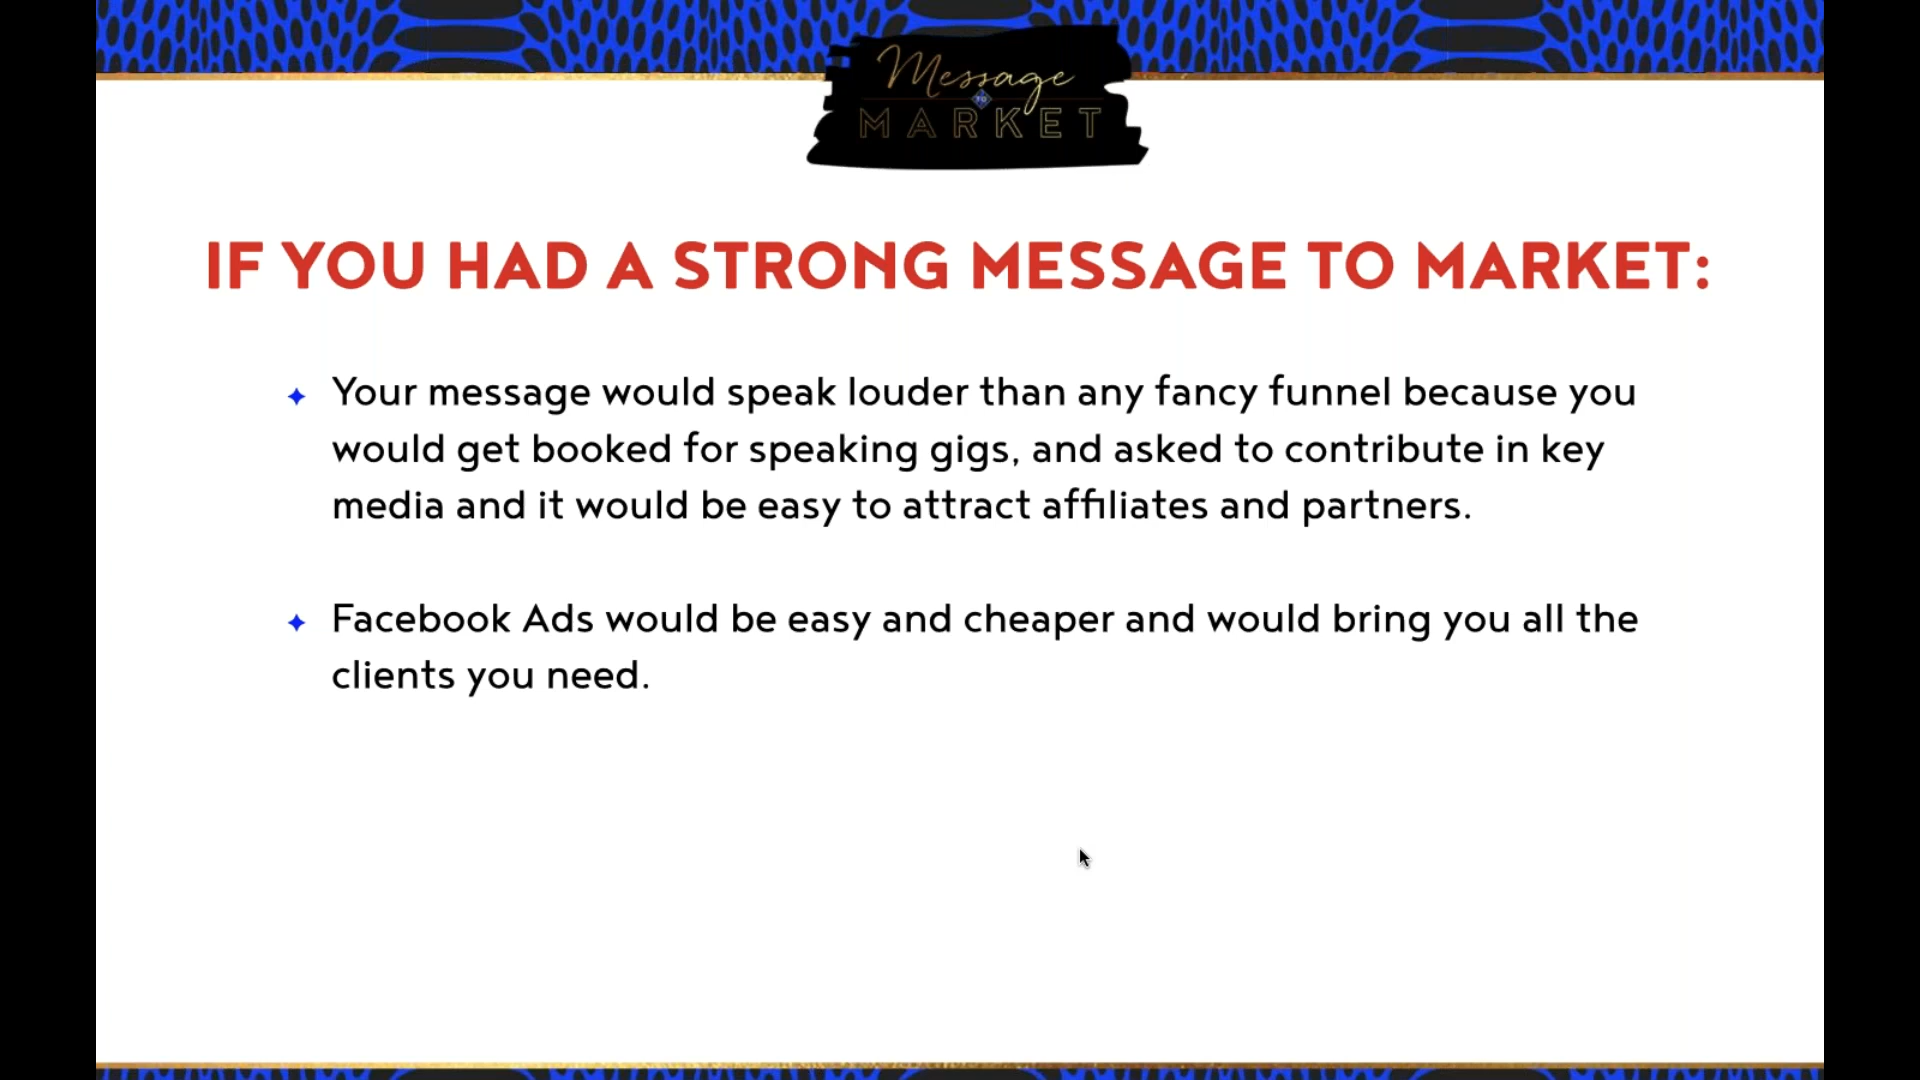 Message
TO
MARKET
IF YOU HAD A STRONG MESSAGE TO MARKET:
Your message would speak louder than any fancy funnel because you
would get booked for speaking gigs, and asked to contribute in key
media and it would be easy to attract affiliates and partners.
Facebook Ads would be easy and cheaper and would bring you all the
clients you need.